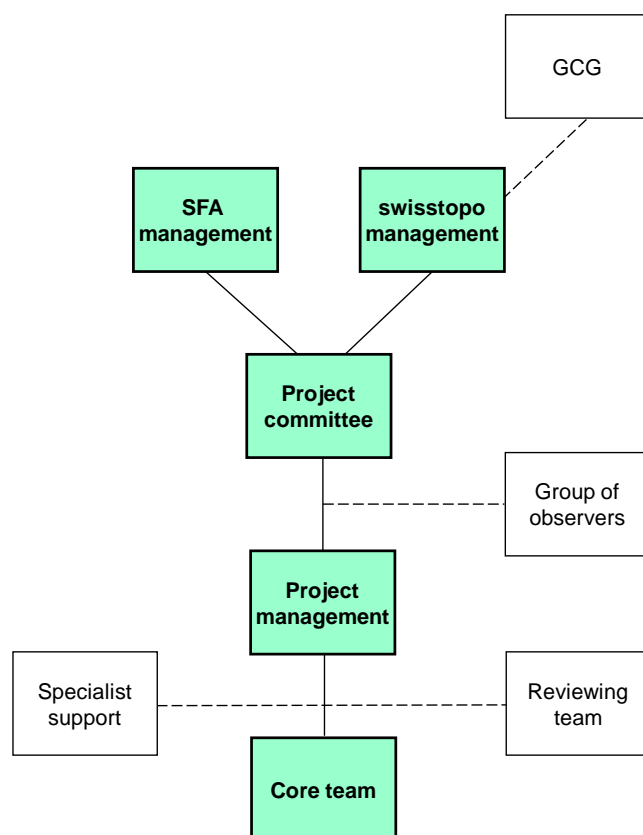 GCG
SFA
management
swisstopo
management
Project
committee
Group of
observers
Project
management
Specialist
support
Reviewing
team
Core team